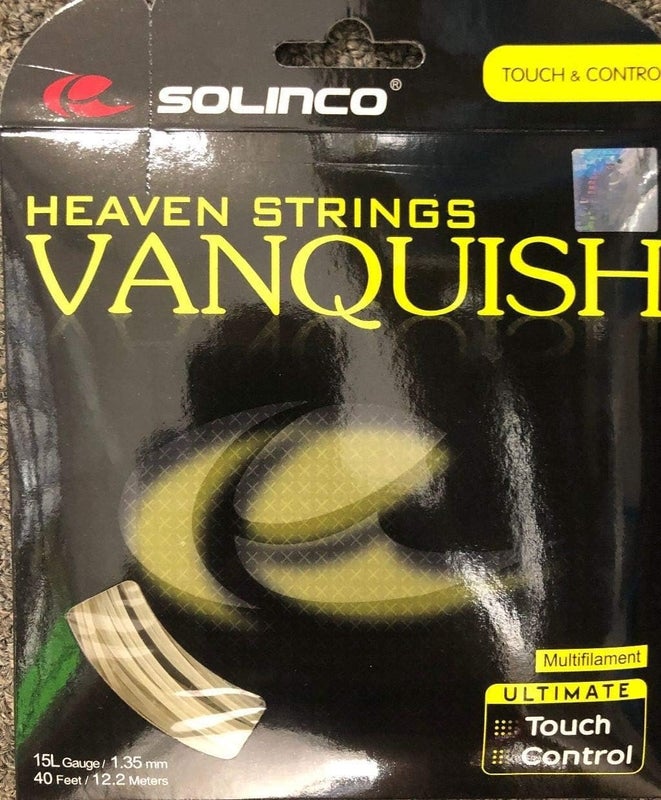 SOLINCO®
TOUCH & CONTRO
HEAVEN STRINGS
VANQUISH
Multifilament
ULTIMATE
Touch
Control
15L Gauge / 1.35 mm
40 Feet / 12.2 Meters